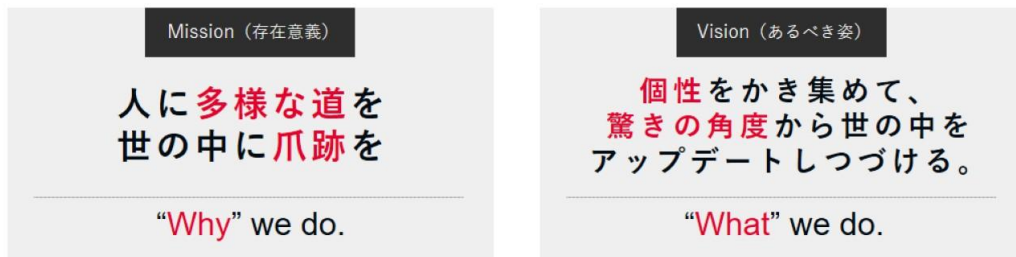 Mission（存在意義）
人に多様な道を
世の中に爪跡を
“Why” we do.
Vision（あるべき姿）
個性をかき集めて、
驚きの角度から世の中を
アップデートしつづける。
“What” we do.